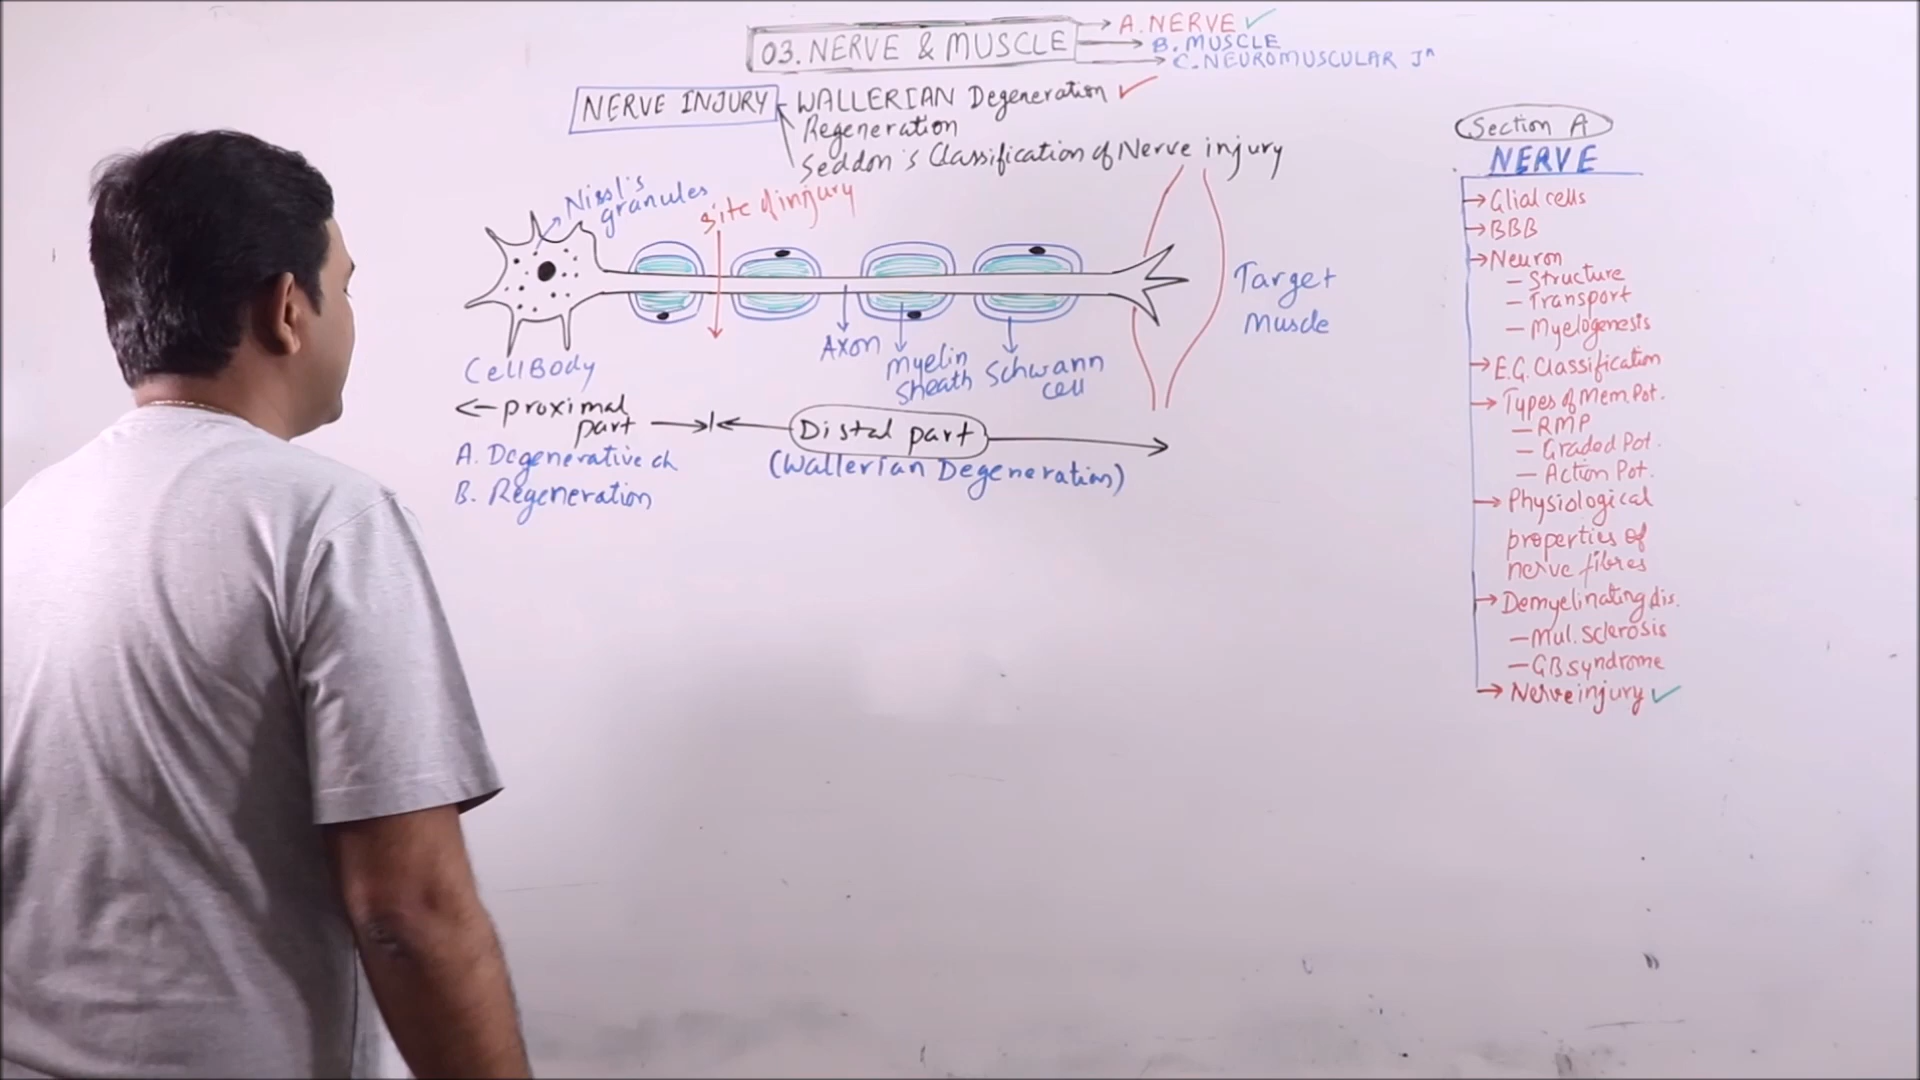 03. NERVE & MUSCLE
A. NERVE ✓
B. MUSCLE
C. NEUROMUSCULAR Jn
NERVE INJURY
WALLERIAN Degeneration ✓
Regeneration
Seddon's Classification of Nerve injury
Nissl's
granules
site of injury
Target
Muscle
Axon
Myelin
sheath
Schwann
cell
Cell Body
proximal
part
Distal part
A. Degenerative ch
(Wallerian Degeneration)
B. Regeneration
Section A
NERVE
Glial cells
BBB
Neuron
– Structure
– Transport
– Myelogenesis
E.G. Classification
Types of Mem Pot.
– RMP
– Graded Pot.
– Action Pot.
Physiological
properties of
nerve fibres
Demyelinating dis.
– Mul. Sclerosis
– GB syndrome
Nerve injury ✓